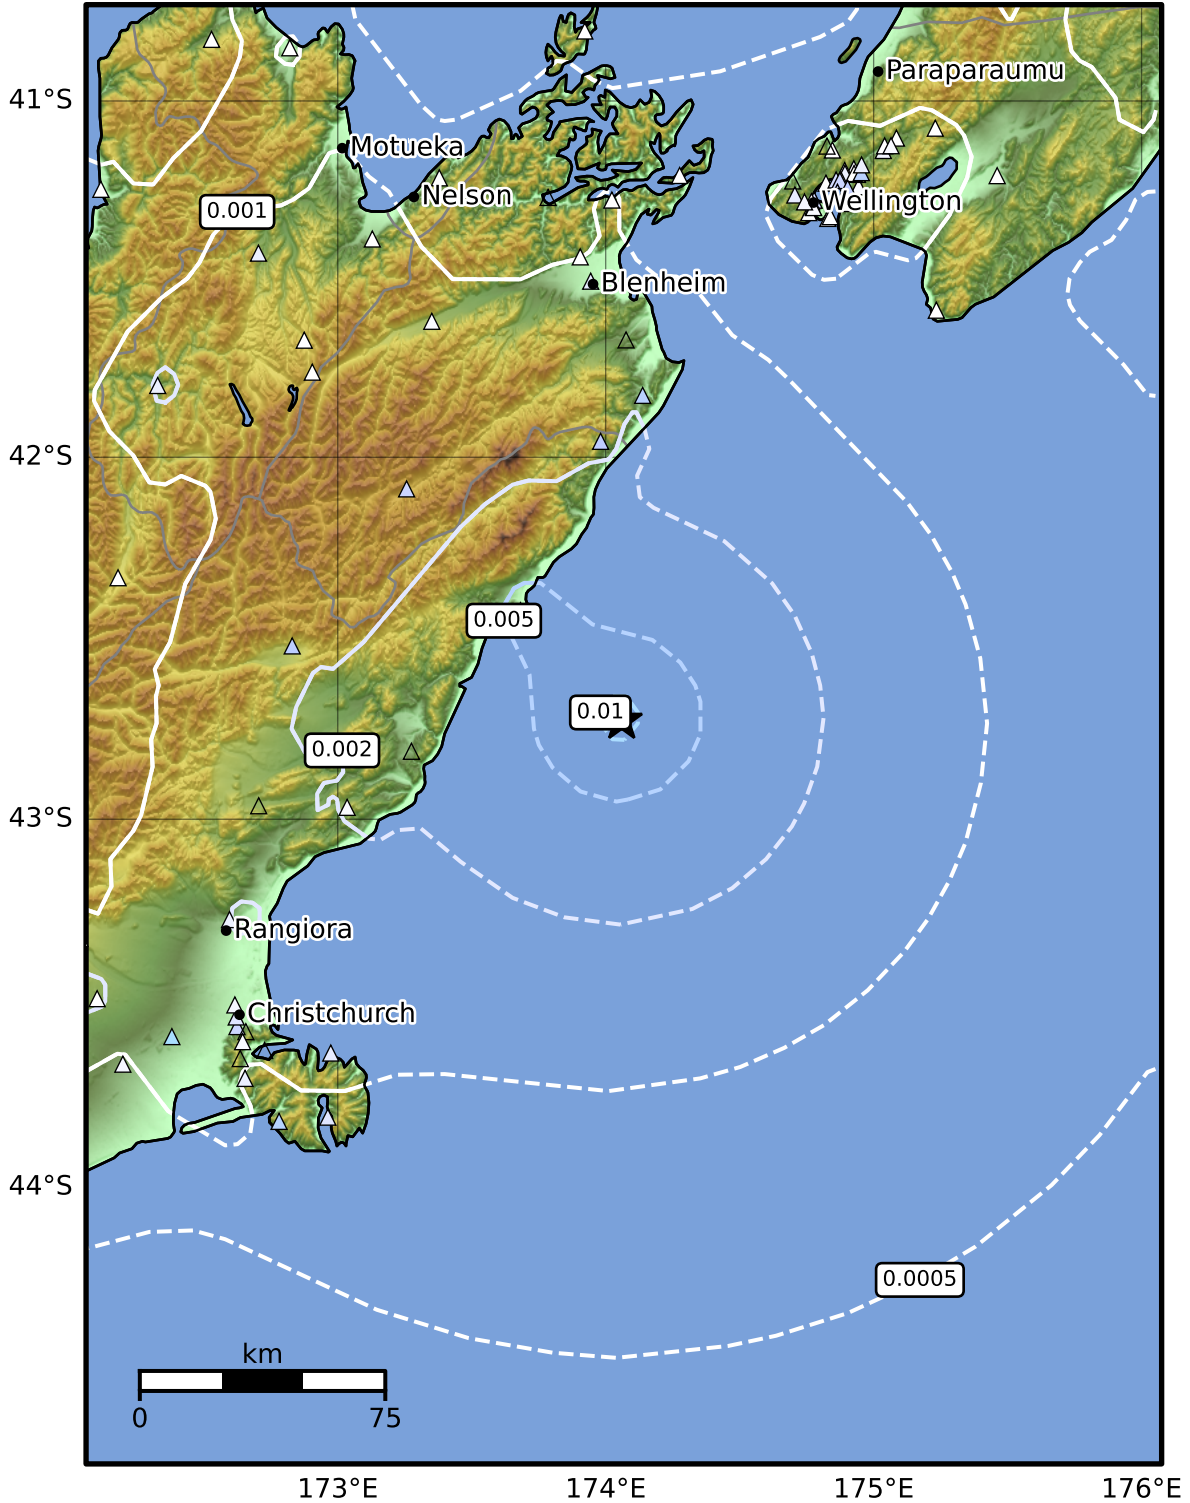 Paraparaumu
41°S
Motueka
Nelson
Wellington
0.001
Blenheim
42°S
0.005
0.01
0.002
43°S
Rangiora
Christchurch
44°S
0.0005
km
0 75
173°E 174°E 175°E 176°E